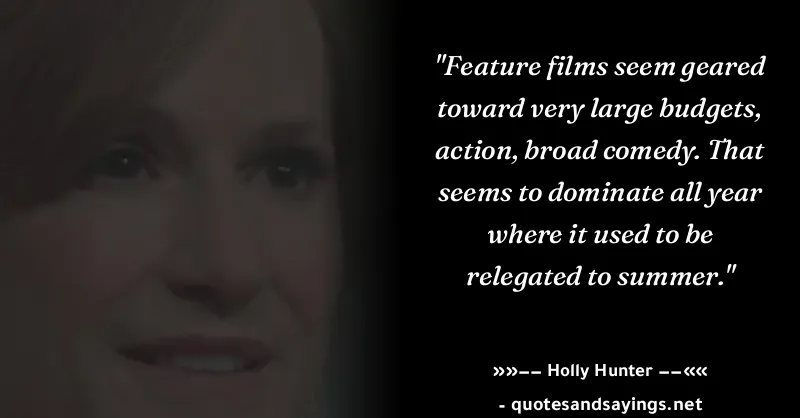 "Feature films seem geared
toward very large budgets,
action, broad comedy. That
seems to dominate all year
where it used to be
relegated to summer."
»»–– Holly Hunter ––««
- quotesandsayings.net